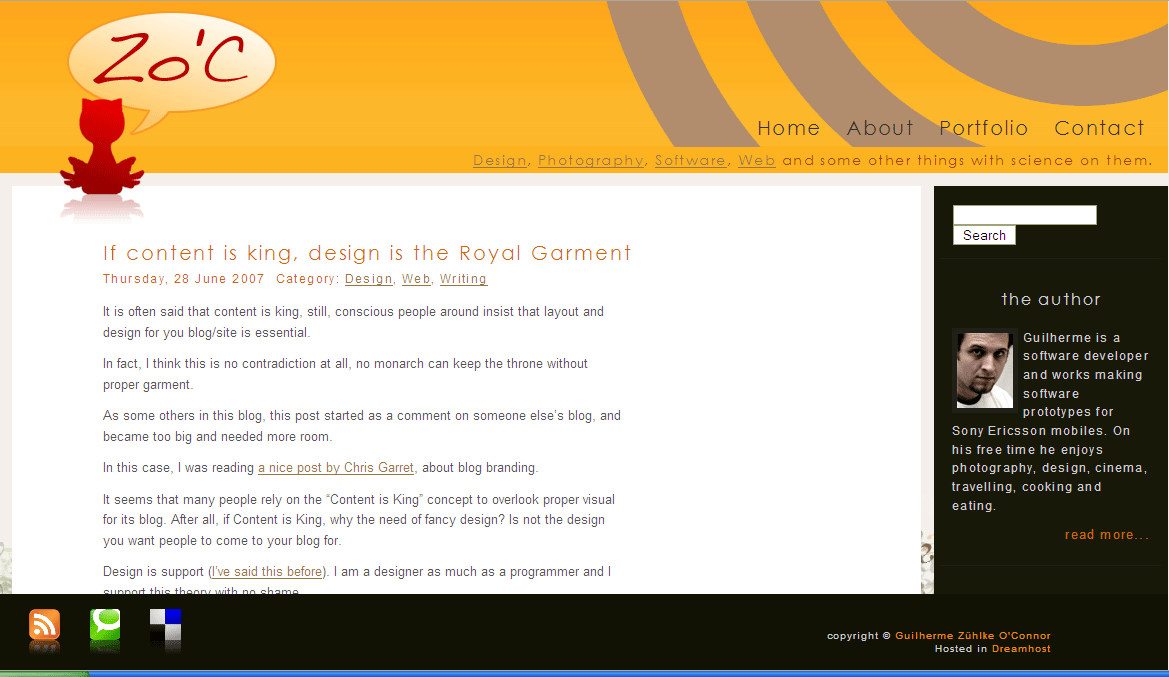 Zo'C
Home About Portfolio Contact
Design, Photography, Software, Web and some other things with science on them.
If content is king, design is the Royal Garment
Thursday, 28 June 2007 Category: Design, Web, Writing
It is often said that content is king, still, conscious people around insist that layout and
design for you blog/site is essential.
In fact, I think this is no contradiction at all, no monarch can keep the throne without
proper garment.
As some others in this blog, this post started as a comment on someone else’s blog, and
became too big and needed more room.
In this case, I was reading a nice post by Chris Garret, about blog branding.
It seems that many people rely on the “Content is King” concept to overlook proper visual
for its blog. After all, if Content is King, why the need of fancy design? Is not the design
you want people to come to your blog for.
Design is support (I’ve said this before). I am a designer as much as a programmer and I
support this theory with no shame.
Search
the author
Guilherme is a
software developer
and works making
software
prototypes for
Sony Ericsson mobiles. On
his free time he enjoys
photography, design, cinema,
travelling, cooking and
eating.
read more...
copyright © Guilherme Zühlke O'Connor
Hosted in Dreamhost